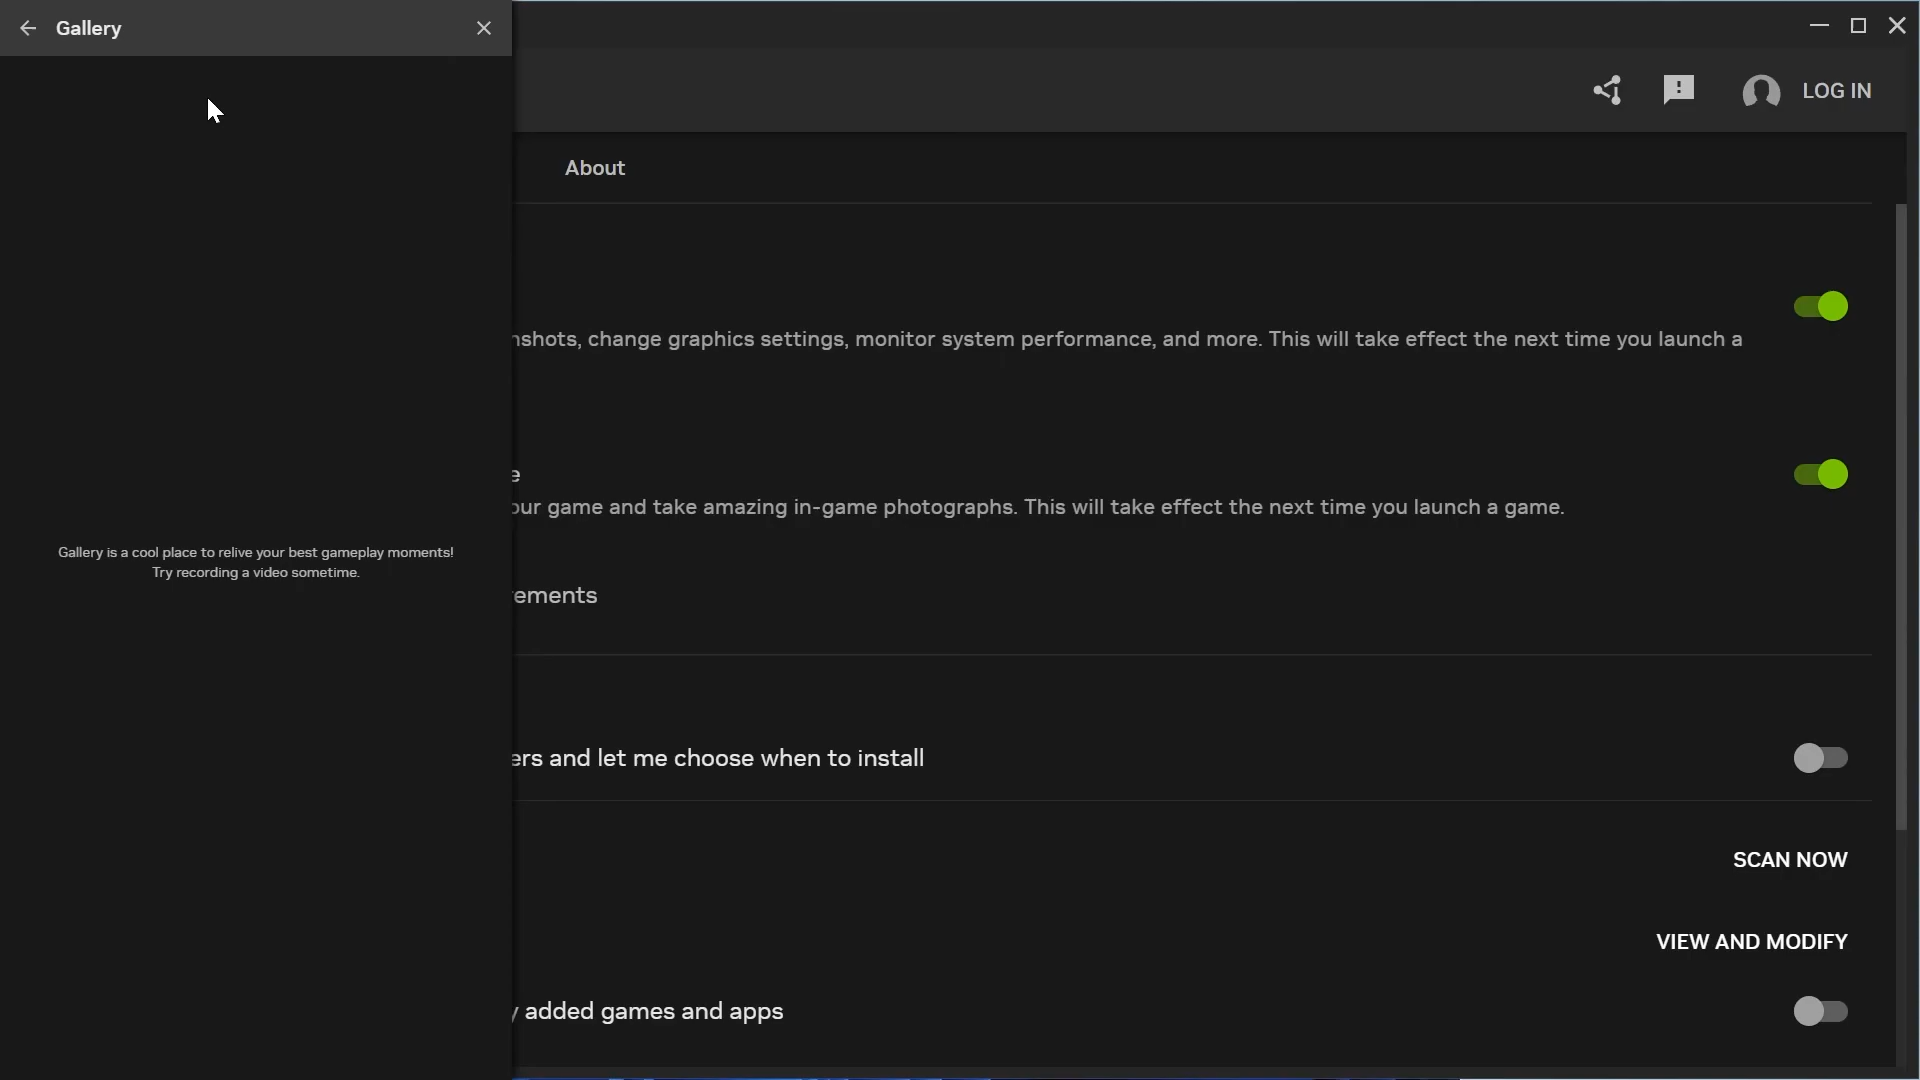 Gallery
LOG IN
About
nshots, change graphics settings, monitor system performance, and more. This will take effect the next time you launch a
e
our game and take amazing in-game photographs. This will take effect the next time you launch a game.
Gallery is a cool place to relive your best gameplay moments!
Try recording a video sometime.
rements
ers and let me choose when to install
SCAN NOW
VIEW AND MODIFY
y added games and apps